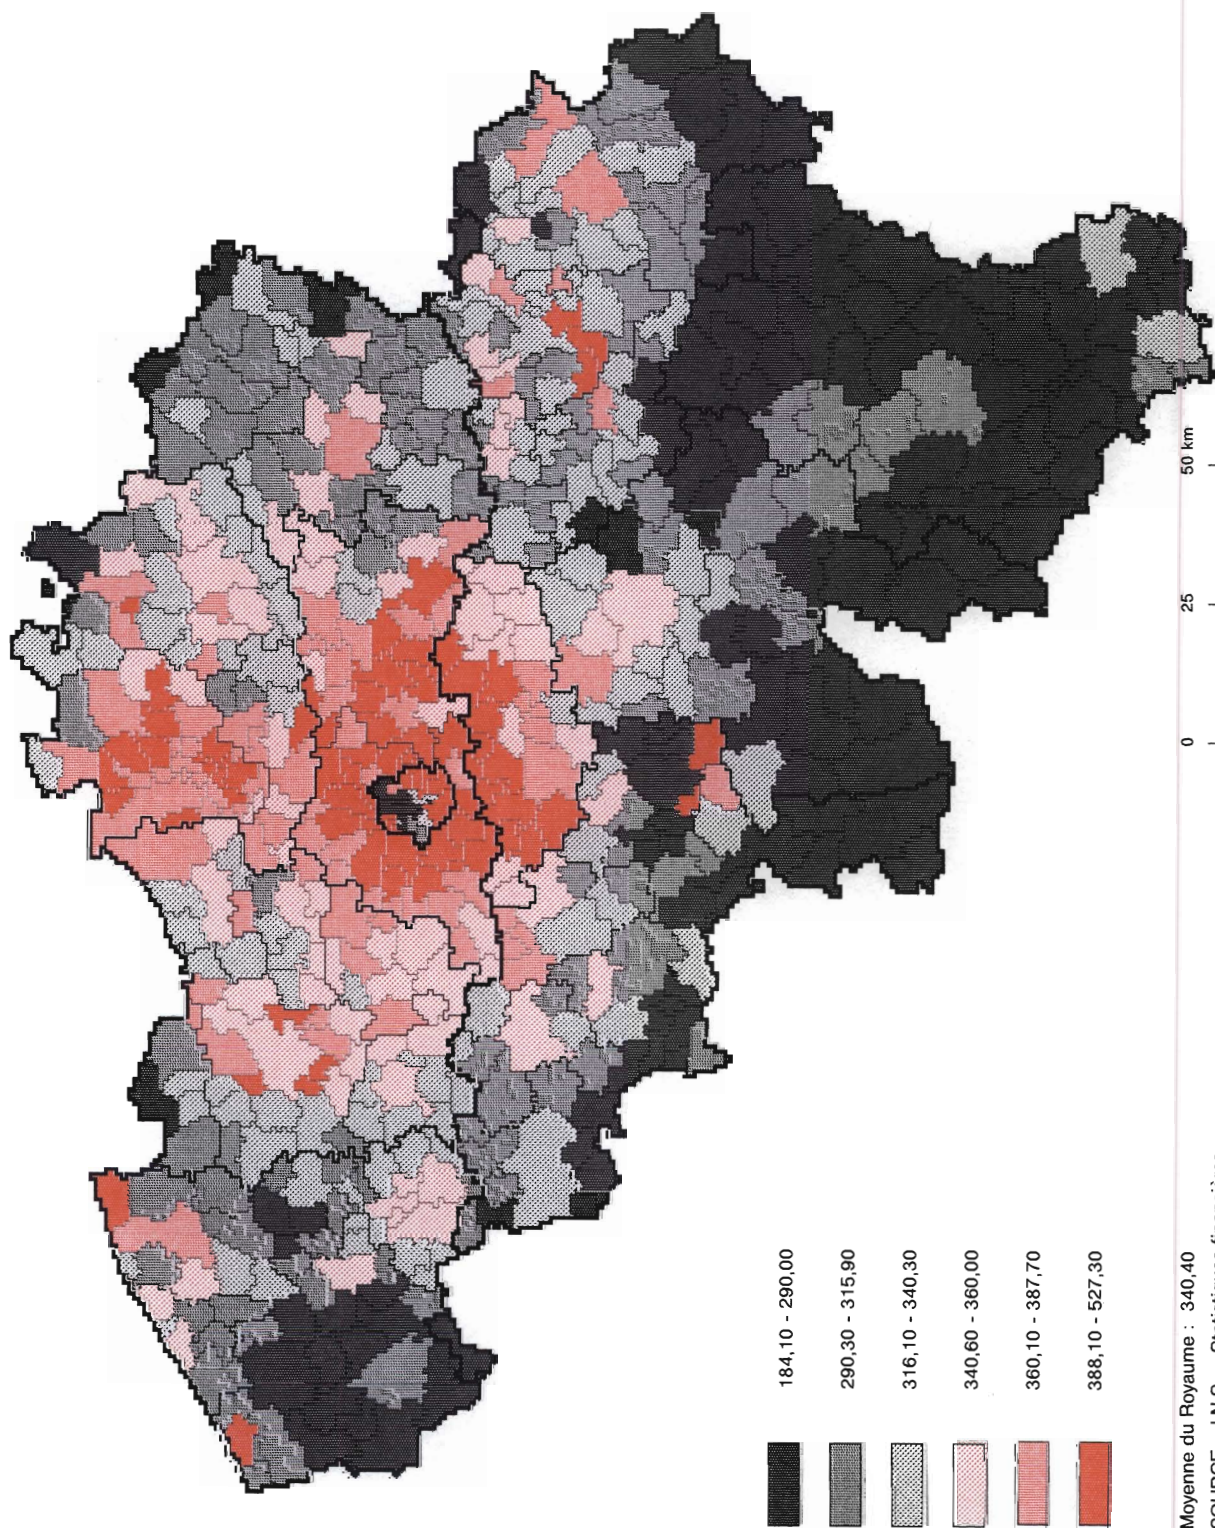 50 km
25
0
184,10 - 290,00
290,30 - 315,90
316,10 - 340,30
340,60 - 360,00
360,10 - 387,70
388,10 - 527,30
Moyenne du Royaume : 340,40